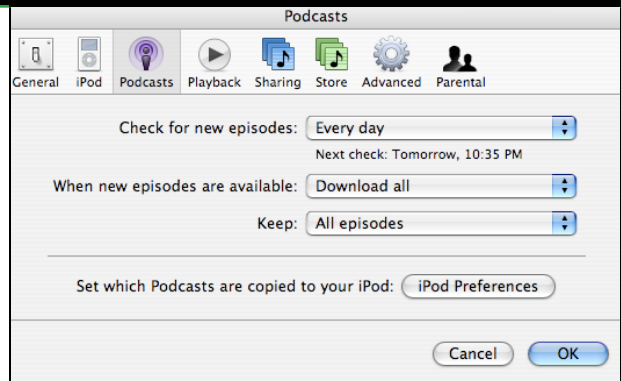 Podcasts
General iPod Podcasts Playback Sharing Store Advanced Parental
Check for new episodes: Every day
Next check: Tomorrow, 10:35 PM
When new episodes are available: Download all
Keep: All episodes
Set which Podcasts are copied to your iPod: iPod Preferences
Cancel OK